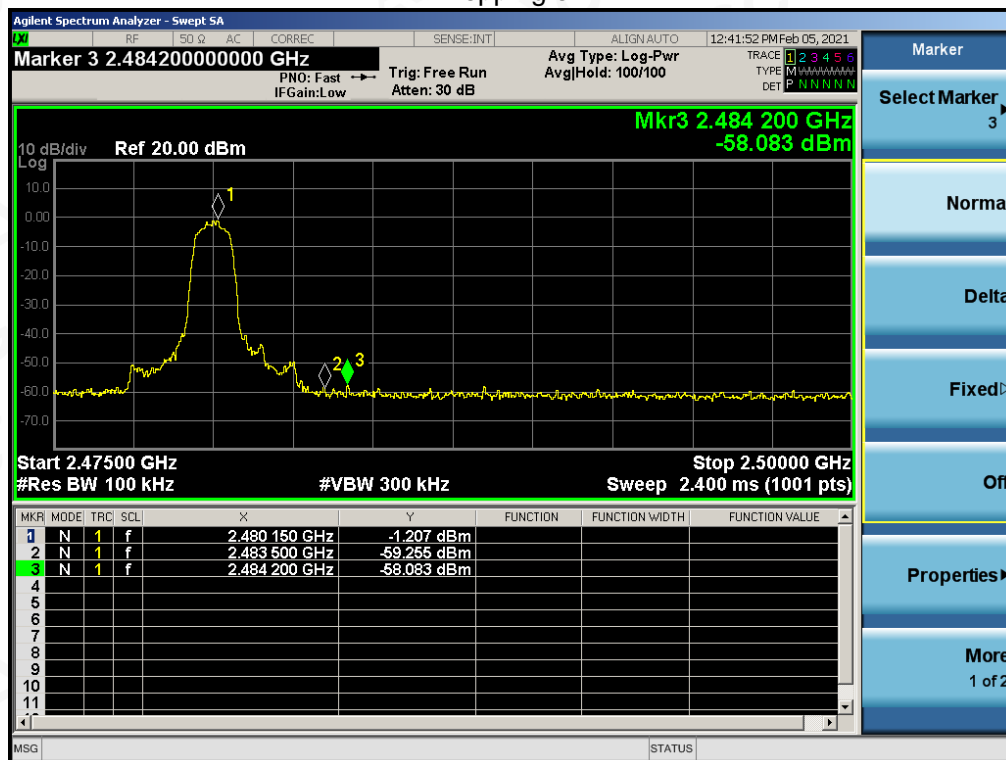 Agilent Spectrum Analyzer - Swept SA
LXI RF 50 Ω AC CORREC SENSE:INT ALIGN AUTO 12:41:52 PM Feb 05, 2021
Marker 3 2.484200000000 GHz
PNO: Fast
IFGain:Low
Trig: Free Run
Atten: 30 dB
Avg Type: Log-Pwr
Avg|Hold: 100/100
TRACE 1 2 3 4 5 6
TYPE M WWWWW
DET P N N N N N
Mkr3 2.484 200 GHz
-58.083 dBm
10 dB/div Ref 20.00 dBm
Log
10.0
0.00
-10.0
-20.0
-30.0
-40.0
-50.0
-60.0
-70.0
1
2
3
Start 2.47500 GHz Stop 2.50000 GHz
#Res BW 100 kHz #VBW 300 kHz Sweep 2.400 ms (1001 pts)
MKR MODE TRC SCL X Y FUNCTION FUNCTION WIDTH FUNCTION VALUE
1 N 1 f 2.480 150 GHz -1.207 dBm
2 N 1 f 2.483 500 GHz -59.255 dBm
3 N 1 f 2.484 200 GHz -58.083 dBm
4
5
6
7
8
9
10
11
MSG STATUS
Marker
Select Marker
3
Norma
Delta
Fixed
Off
Properties
More
1 of 2